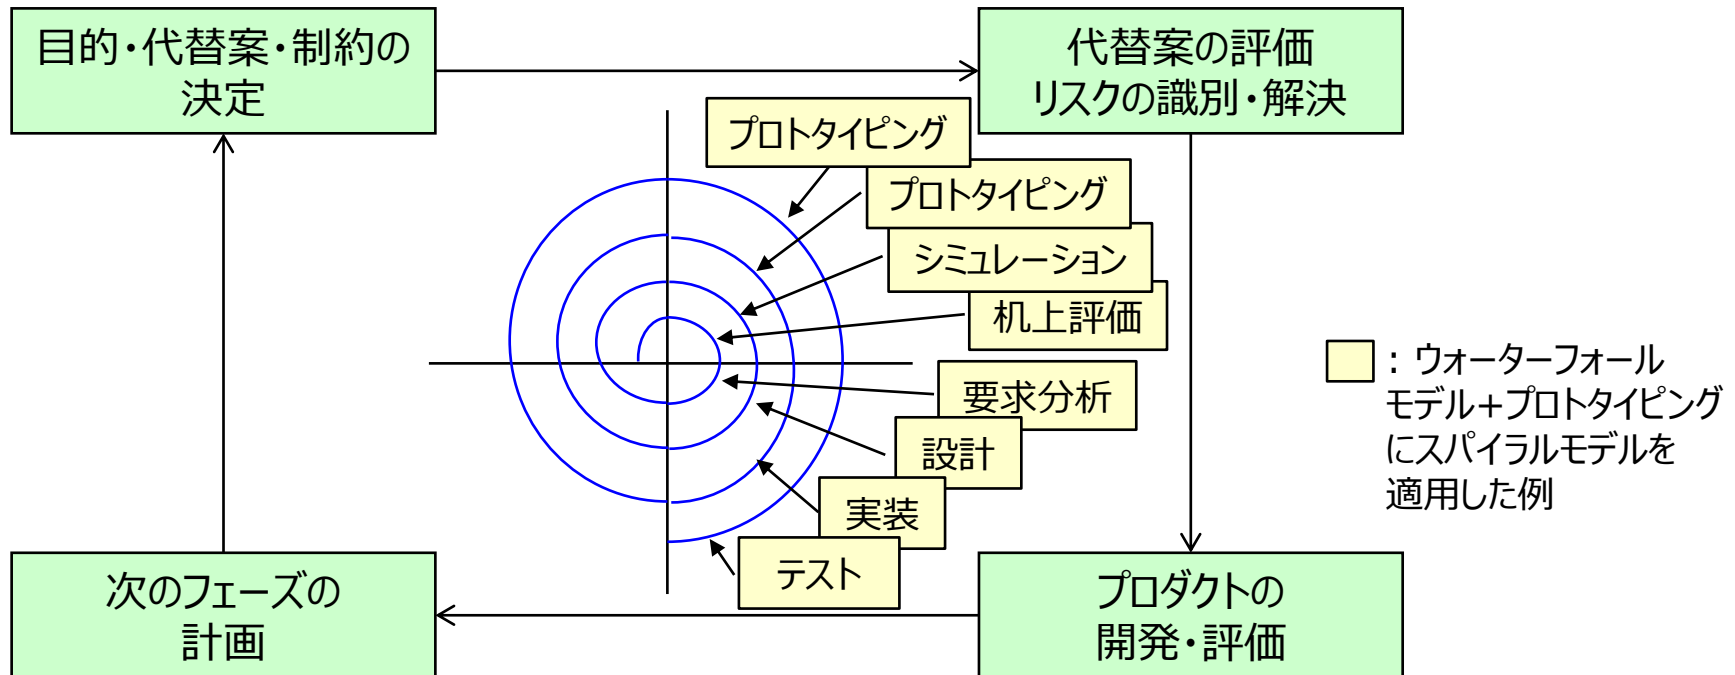 目的・代替案・制約の
決定
代替案の評価
リスクの識別・解決
プロトタイピング
プロトタイピング
シミュレーション
机上評価
要求分析
設計
実装
テスト
：ウォーターフォール
モデル＋プロトタイピング
にスパイラルモデルを
適用した例
次のフェーズの
計画
プロダクトの
開発・評価